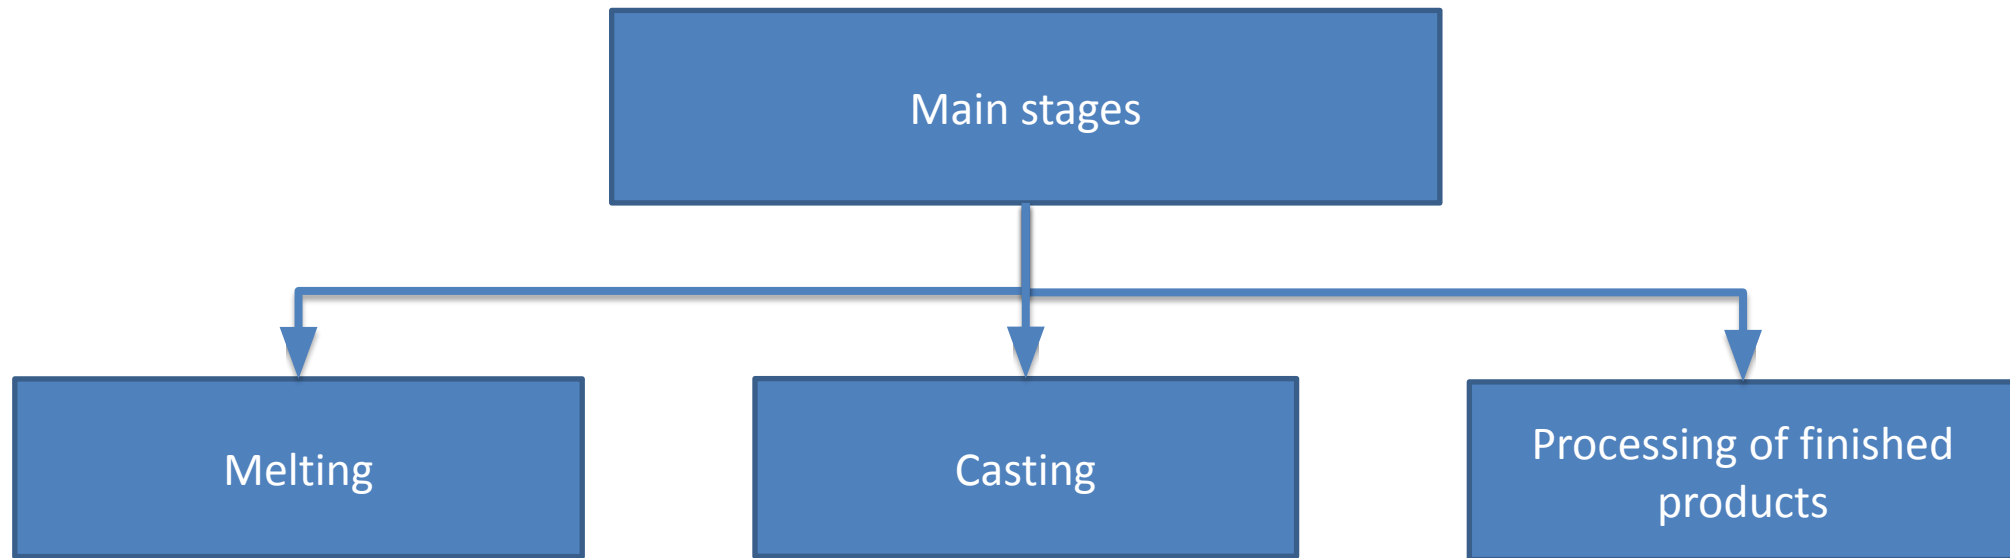 Main stages
Melting
Casting
Processing of finished
products